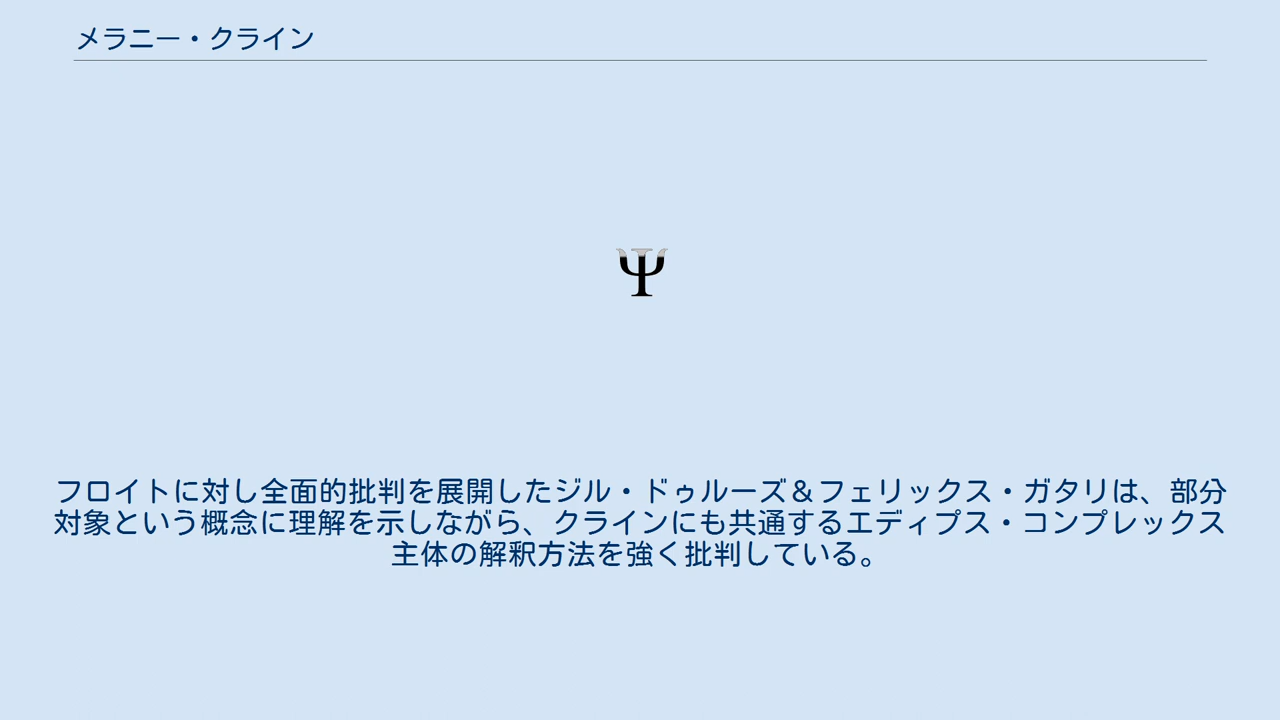 メラニー・クライン
Ψ
フロイトに対し全面的批判を展開したジル・ドゥルーズ＆フェリックス・ガタリは、部分
対象という概念に理解を示しながら、クラインにも共通するエディプス・コンプレックス
主体の解釈方法を強く批判している。